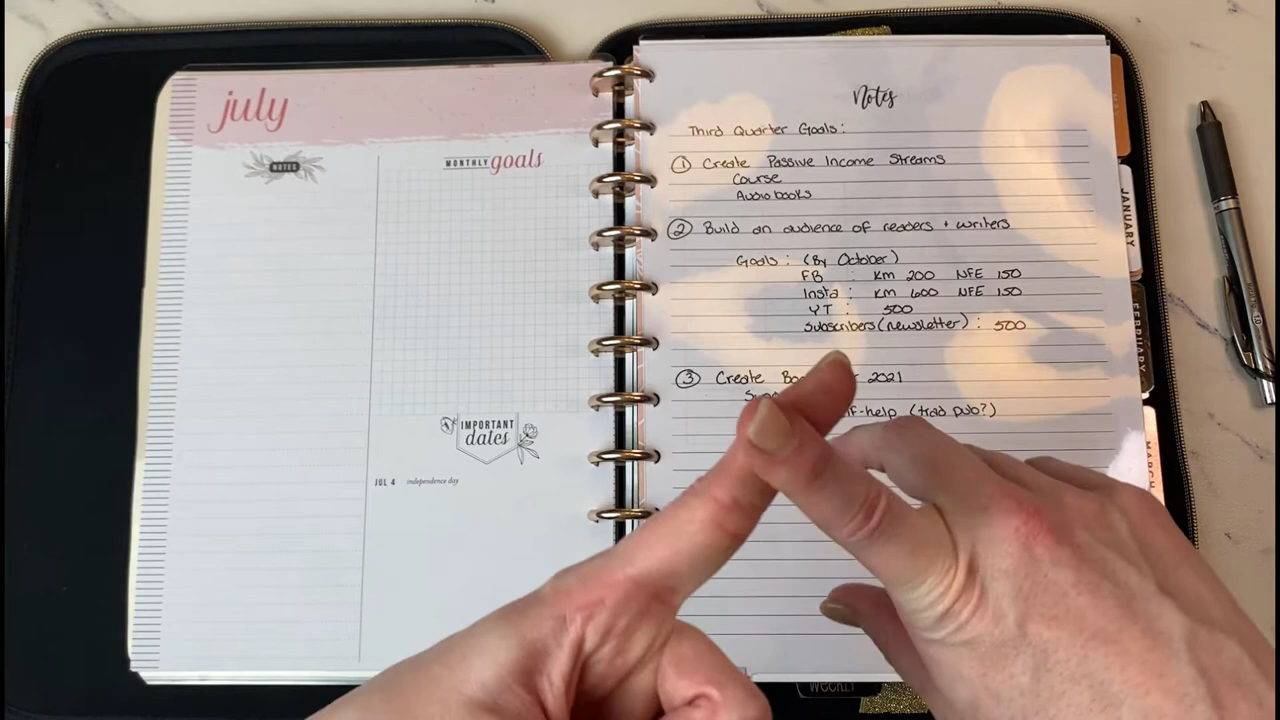 july
NOTES
MONTHLY goals
IMPORTANT
dates
JUL 4 independence day
Notes
Third Quarter Goals:
① Create Passive Income Streams
Course
Audiobooks
② Build an audience of readers + writers
Goals: (By October)
FB : KM 200 NFE 150
Insta : KM 600 NFE 150
YT : 500
Subscribers (newsletter) : 500
③ Create 2021
(trad pub?)
JANUARY
FEBRUARY
MARCH
WEEKLY